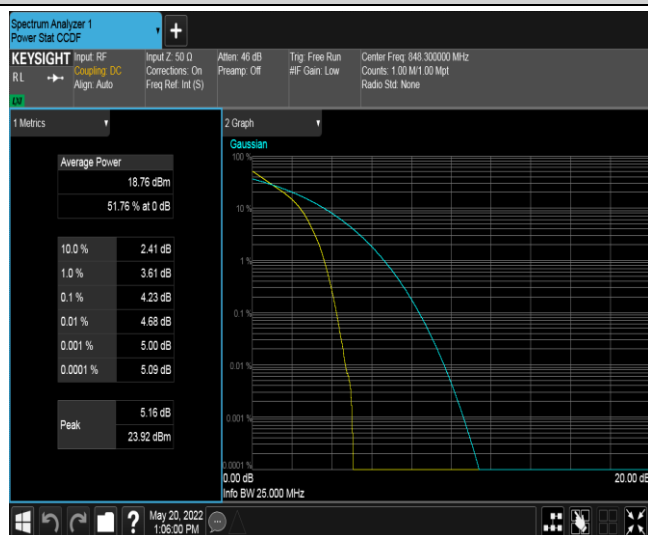 Spectrum Analyzer 1
Power Stat CCDF
+
KEYSIGHT
RL
LXI
Input: RF
Coupling: DC
Align: Auto
Input Z: 50 Ω
Corrections: On
Freq Ref: Int (S)
Atten: 46 dB
Preamp: Off
Trig: Free Run
#IF Gain: Low
Center Freq: 848.300000 MHz
Counts: 1.00 M/1.00 Mpt
Radio Std: None
1 Metrics
Average Power
18.76 dBm
51.76 % at 0 dB
10.0 % 2.41 dB
1.0 % 3.61 dB
0.1 % 4.23 dB
0.01 % 4.68 dB
0.001 % 5.00 dB
0.0001 % 5.09 dB
Peak
5.16 dB
23.92 dBm
2 Graph
Gaussian
100 %
10 %
1 %
0.1 %
0.01 %
0.001 %
0.0001 %
0.00 dB 20.00 dB
Info BW 25.000 MHz
?
May 20, 2022
1:06:00 PM